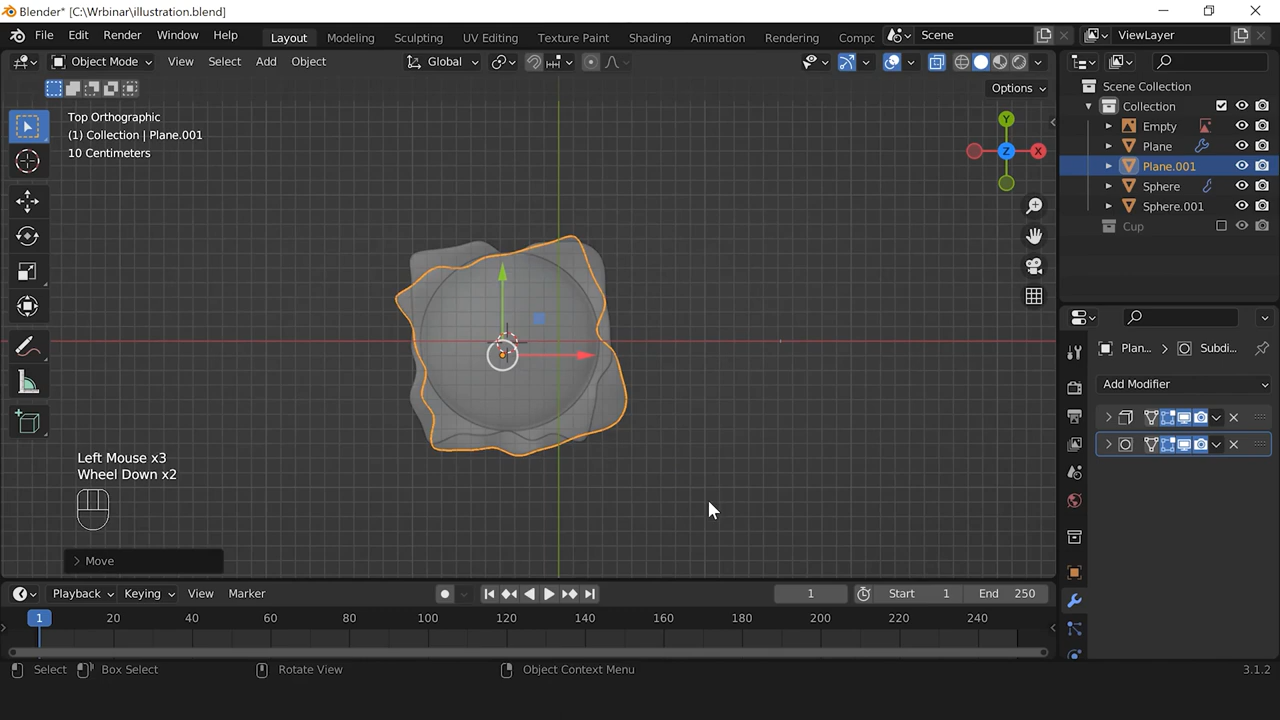 Blender* [C:\Wrbinar\illustration.blend]
File Edit Render Window Help Layout Modeling Sculpting UV Editing Texture Paint Shading Animation Rendering Compc Scene ViewLayer
Object Mode View Select Add Object Global
Options
Top Orthographic
(1) Collection | Plane.001
10 Centimeters
Y
Z
X
Left Mouse x3
Wheel Down x2
Move
Scene Collection
Collection
Empty
Plane
Plane.001
Sphere
Sphere.001
Cup
Plan... Subdi...
Add Modifier
Playback Keying View Marker 1 Start 1 End 250
1 20 40 60 80 100 120 140 160 180 200 220 240
Select Box Select Rotate View Object Context Menu 3.1.2